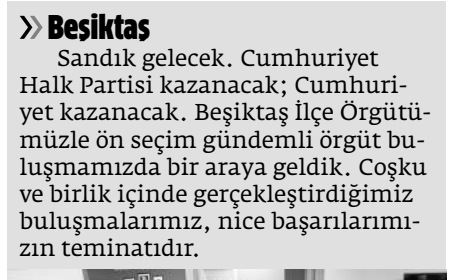 » Beşiktaş
Sandık gelecek. Cumhuriyet
Halk Partisi kazanacak; Cumhuri-
yet kazanacak. Beşiktaş İlçe Örgütü-
müzle ön seçim gündemli örgüt bu-
luşmamızda bir araya geldik. Coşku
ve birlik içinde gerçekleştirdiğimiz
buluşmalarımız, nice başarılarımı-
zın teminatıdır.